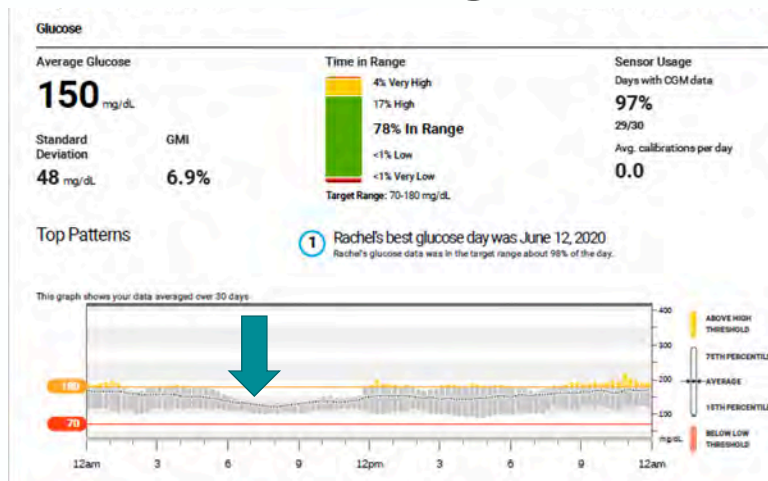 Glucose
Average Glucose
150 mg/dL
Standard
Deviation
48 mg/dL
GMI
6.9%
Time in Range
4% Very High
17% High
78% In Range
<1% Low
<1% Very Low
Target Range: 70-180 mg/dL
Sensor Usage
Days with CGM data
97%
29/30
Avg. calibrations per day
0.0
Top Patterns
1
Rachel's best glucose day was June 12, 2020
Rachel's glucose data was in the target range about 98% of the day.
This graph shows your data averaged over 30 days
180
70
400
300
200
100
mg/dL
12am
3
6
9
12pm
3
6
9
12am
ABOVE HIGH
THRESHOLD
75TH PERCENTILE
AVERAGE
15TH PERCENTILE
BELOW LOW
THRESHOLD